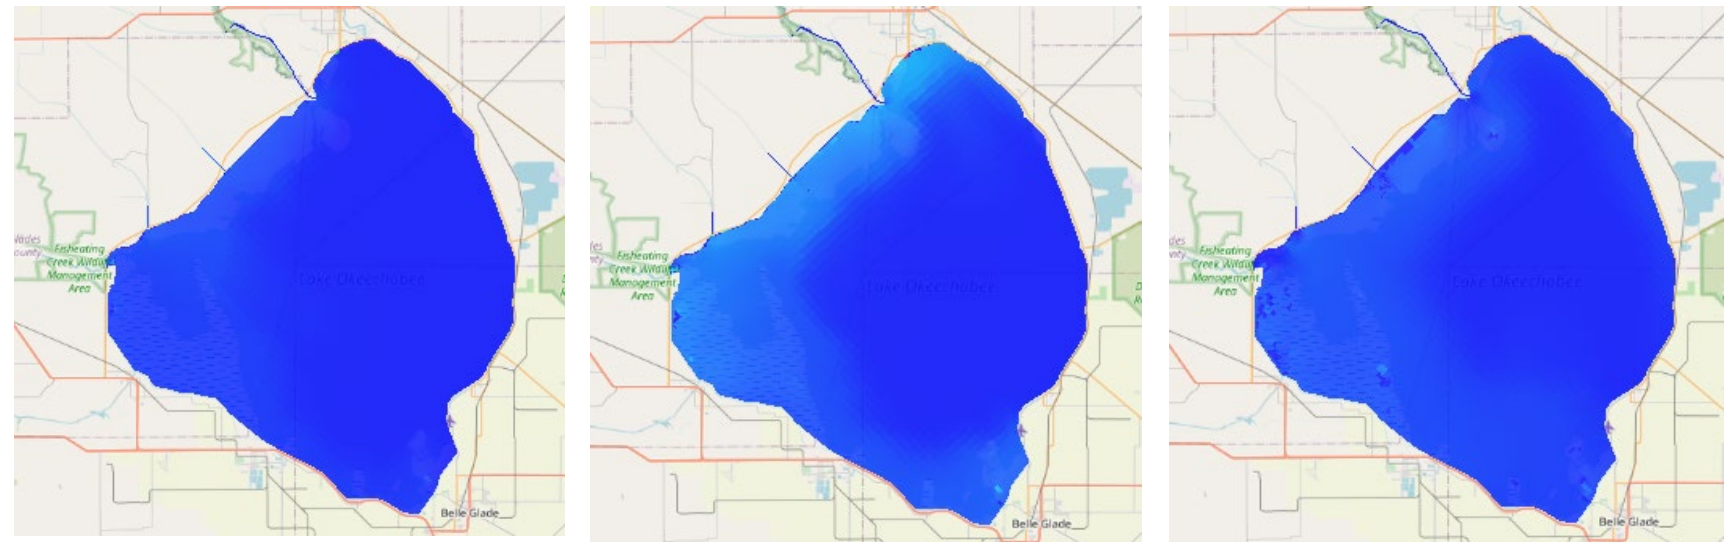 Lake Okeechobee
Fisheating
Creek Wildlife
Management
Area
Belle Glade
Lake Okeechobee
Fisheating
Creek Wildlife
Management
Area
Belle Glade
Lake Okeechobee
Fisheating
Creek Wildlife
Management
Area
Belle Glade